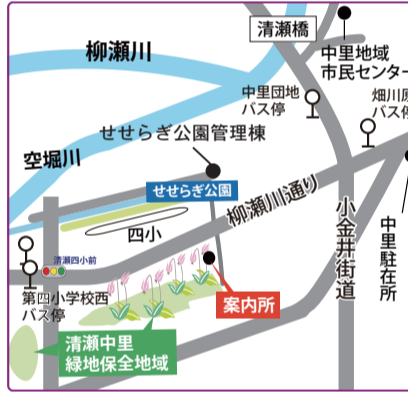 清瀬橋
柳瀬川
中里地域
市民センター
中里団地
バス停
畑川原
バス停
せせらぎ公園管理棟
空堀川
せせらぎ公園
柳瀬川通り
四小
小金井街道
中里駐在所
清瀬四小前
第四小学校西
バス停
案内所
清瀬中里
緑地保全地域